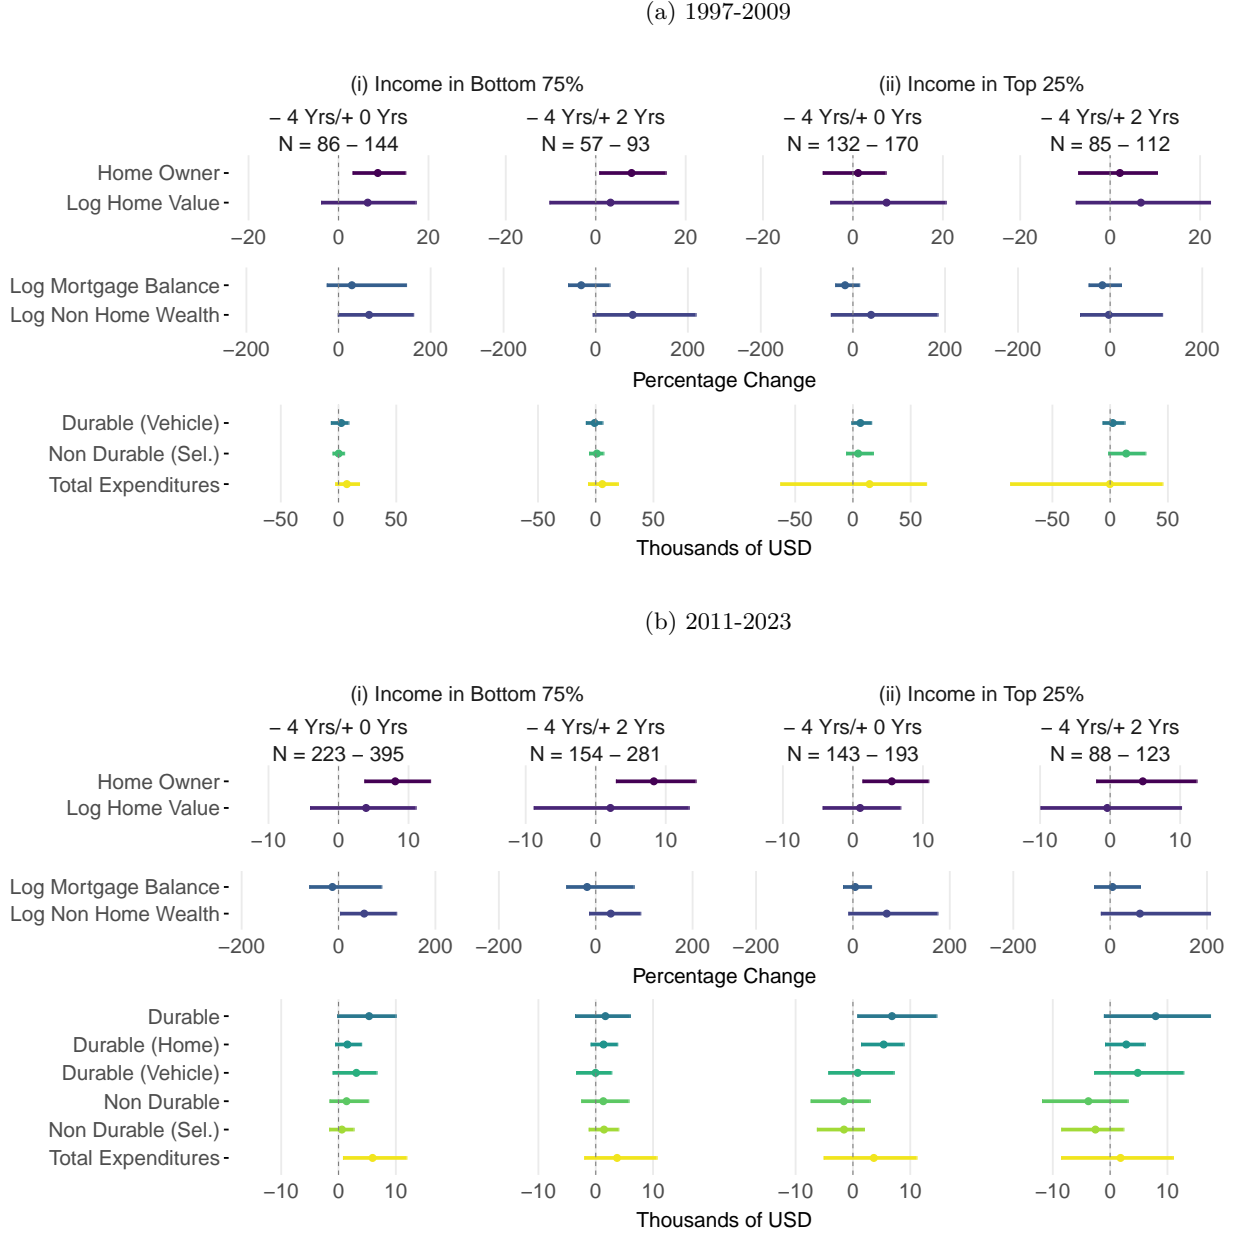 (a) 1997-2009
(i) Income in Bottom 75%
(ii) Income in Top 25%
− 4 Yrs/+ 0 Yrs
− 4 Yrs/+ 2 Yrs
− 4 Yrs/+ 0 Yrs
− 4 Yrs/+ 2 Yrs
N = 86 − 144
N = 57 − 93
N = 132 − 170
N = 85 − 112
Home Owner
Log Home Value
−20 0 20 −20 0 20 −20 0 20 −20 0 20
Log Mortgage Balance
Log Non Home Wealth
−200 0 200 −200 0 200 −200 0 200 −200 0 200
Percentage Change
Durable (Vehicle)
Non Durable (Sel.)
Total Expenditures
−50 0 50 −50 0 50 −50 0 50 −50 0 50
Thousands of USD
(b) 2011-2023
(i) Income in Bottom 75%
(ii) Income in Top 25%
− 4 Yrs/+ 0 Yrs
− 4 Yrs/+ 2 Yrs
− 4 Yrs/+ 0 Yrs
− 4 Yrs/+ 2 Yrs
N = 223 − 395
N = 154 − 281
N = 143 − 193
N = 88 − 123
Home Owner
Log Home Value
−10 0 10 −10 0 10 −10 0 10 −10 0 10
Log Mortgage Balance
Log Non Home Wealth
−200 0 200 −200 0 200 −200 0 200 −200 0 200
Percentage Change
Durable
Durable (Home)
Durable (Vehicle)
Non Durable
Non Durable (Sel.)
Total Expenditures
−10 0 10 −10 0 10 −10 0 10 −10 0 10
Thousands of USD